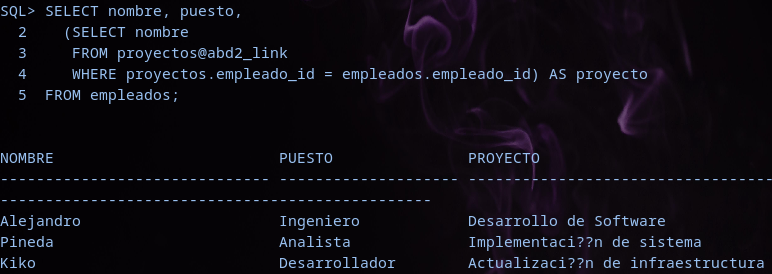 SQL> SELECT nombre, puesto,
  2    (SELECT nombre
  3     FROM proyectos@abd2_link
  4     WHERE proyectos.empleado_id = empleados.empleado_id) AS proyecto
  5  FROM empleados;
NOMBRE                         PUESTO               PROYECTO
------------------------------ -------------------- ----------------------------------
------------------------------------------------
Alejandro                      Ingeniero            Desarrollo de Software
Pineda                         Analista             Implementaci??n de sistema
Kiko                           Desarrollador        Actualizaci??n de infraestructura